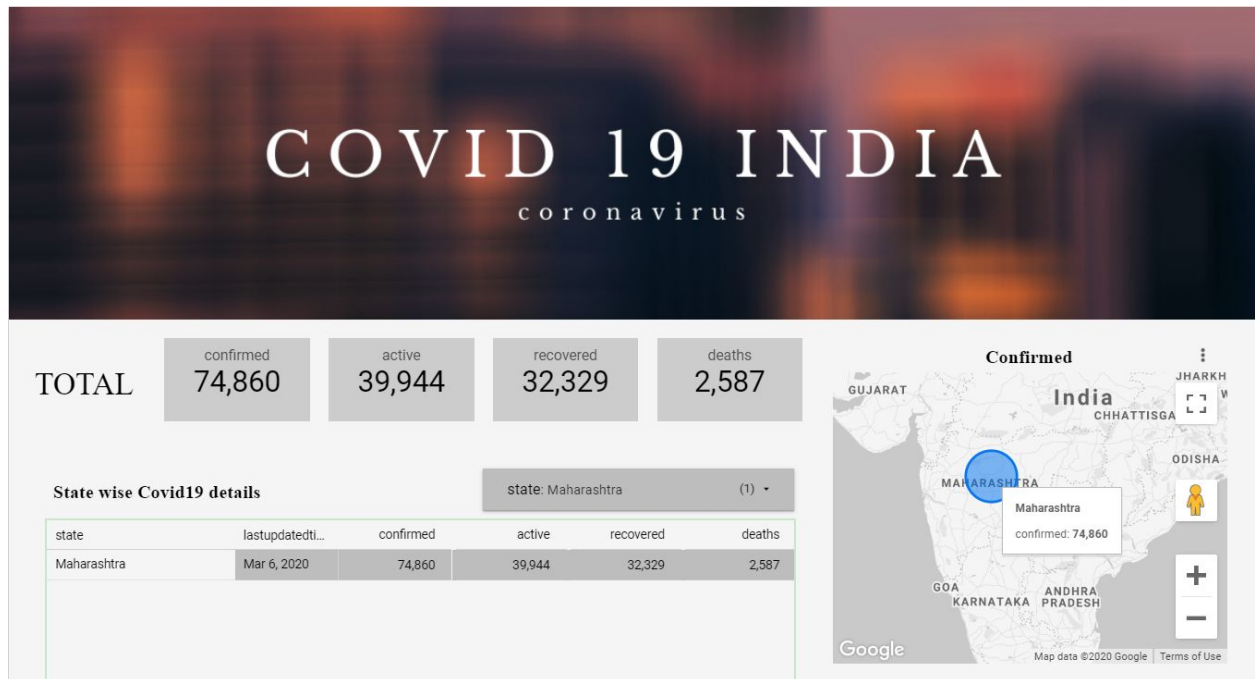 COVID 19 INDIA
coronavirus
TOTAL
confirmed
74,860
active
39,944
recovered
32,329
deaths
2,587
State wise Covid19 details
state: Maharashtra (1)
state lastupdatedti... confirmed active recovered deaths
Maharashtra Mar 6, 2020 74,860 39,944 32,329 2,587
Confirmed
JHARKH
W
GUJARAT
India
CHHATTISGA
ODISHA
MAHARASHTRA
Maharashtra
confirmed: 74,860
GOA
KARNATAKA
ANDHRA
PRADESH
Google
Map data ©2020 Google Terms of Use